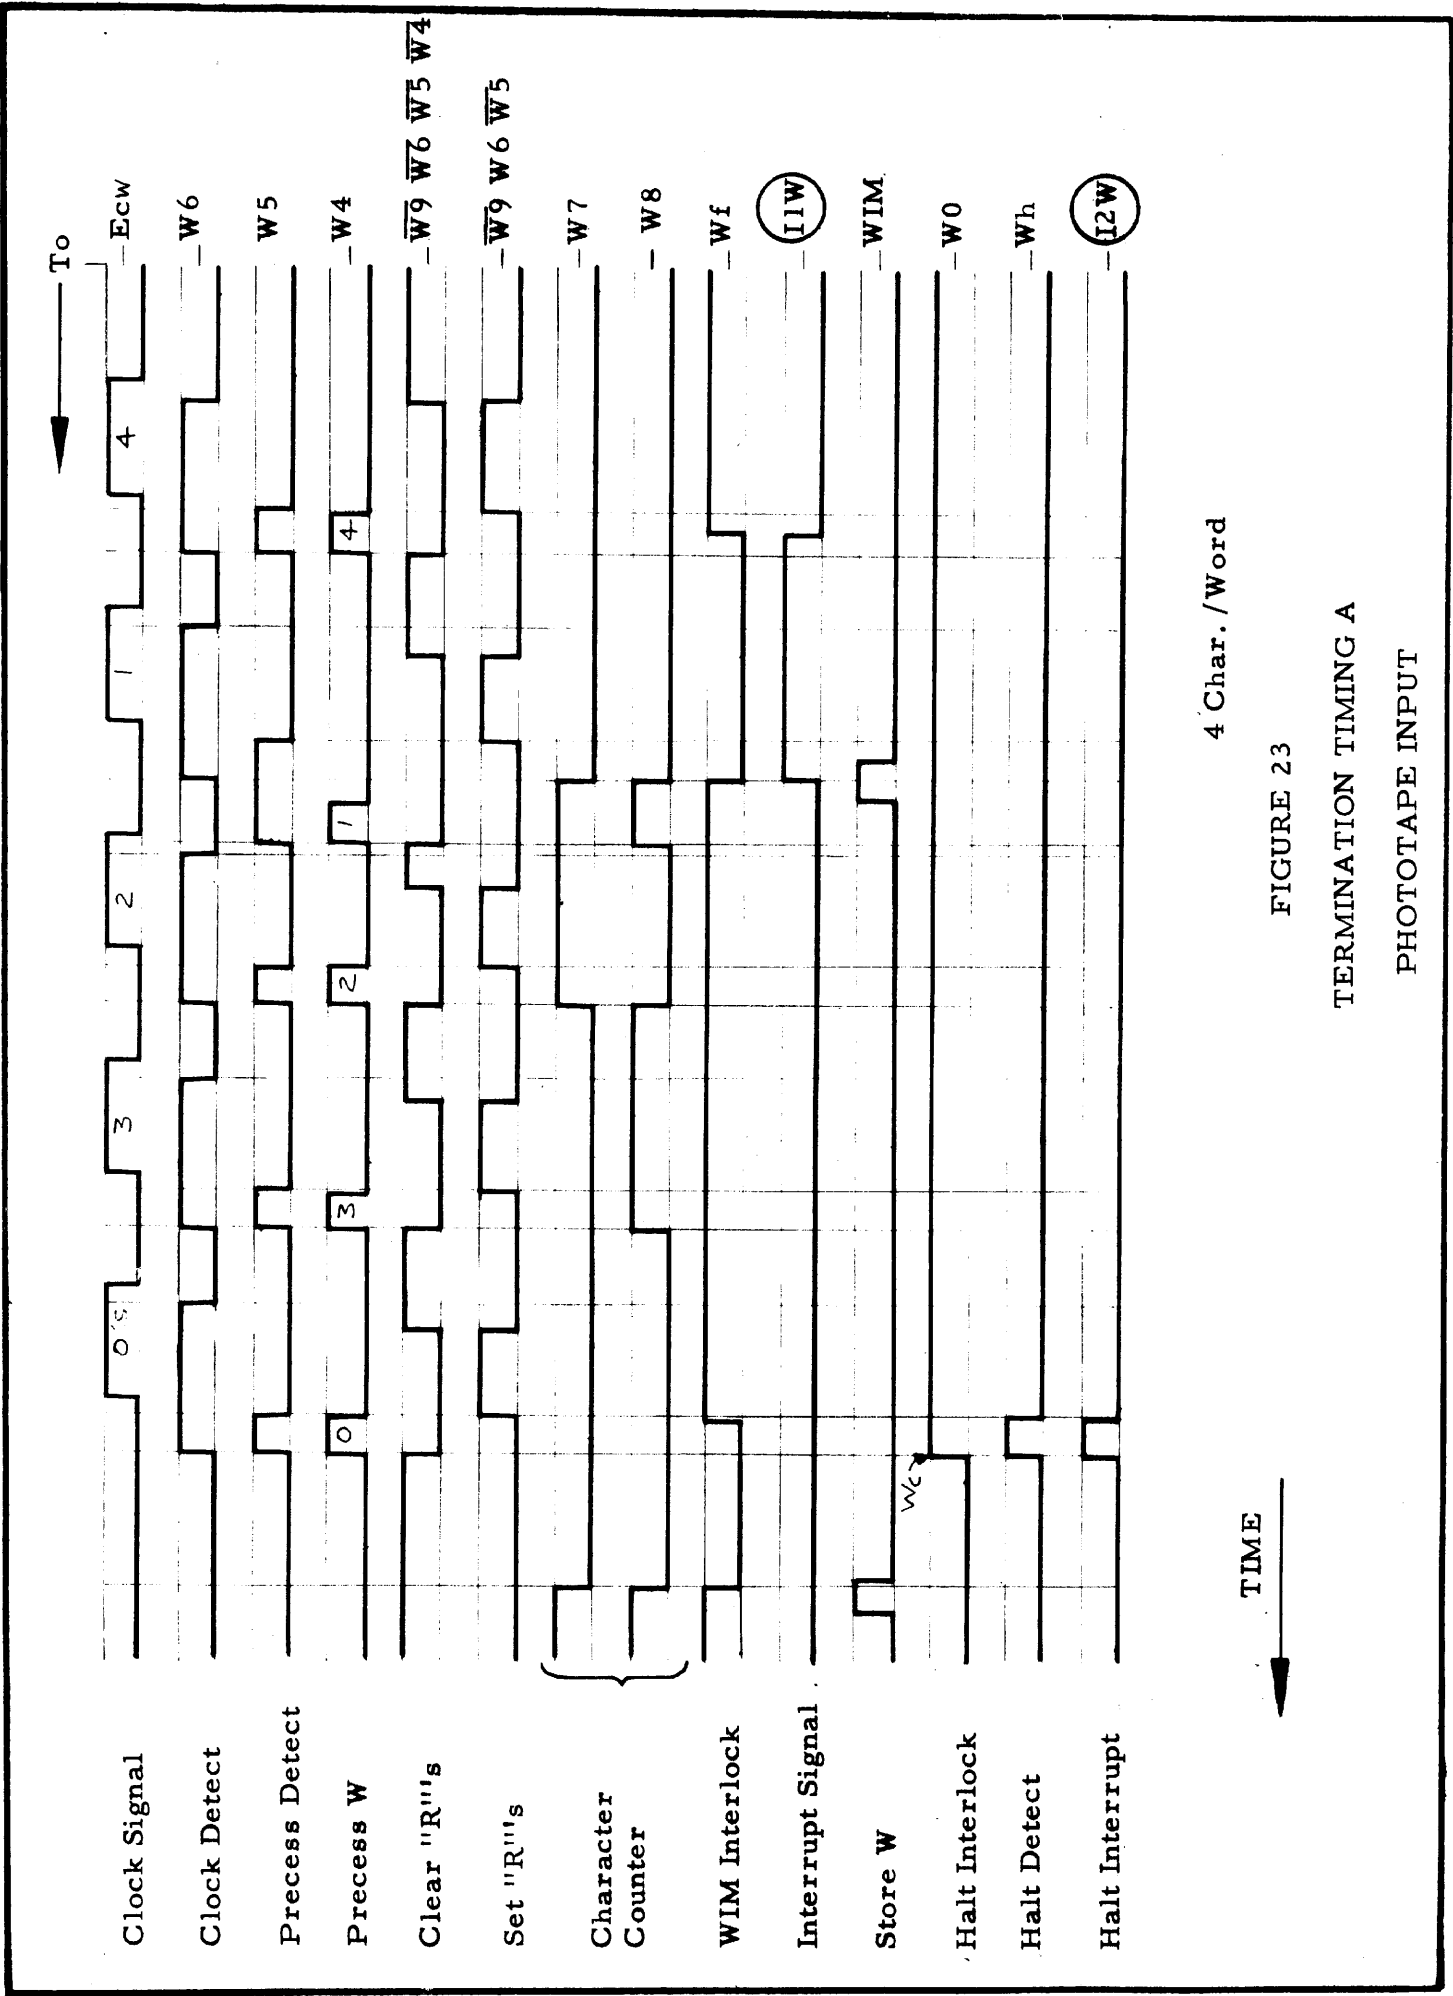 Clock Signal 0's 3 2 1 4 Ecw
Clock Detect W6
Precess Detect W5
Precess W 0 3 2 1 4 W4
Clear "R"'s W̅9̅ W̅6̅ W̅5̅ W̅4̅
Set "R"'s W̅9̅ W6 W̅5̅
Character
Counter
W7
W8
WIM Interlock Wf
Interrupt Signal I1W
Store W WIM
Halt Interlock Wc W0
Halt Detect Wh
Halt Interrupt I2W
To
TIME
4 Char./Word
FIGURE 23
TERMINATION TIMING A
PHOTOTAPE INPUT